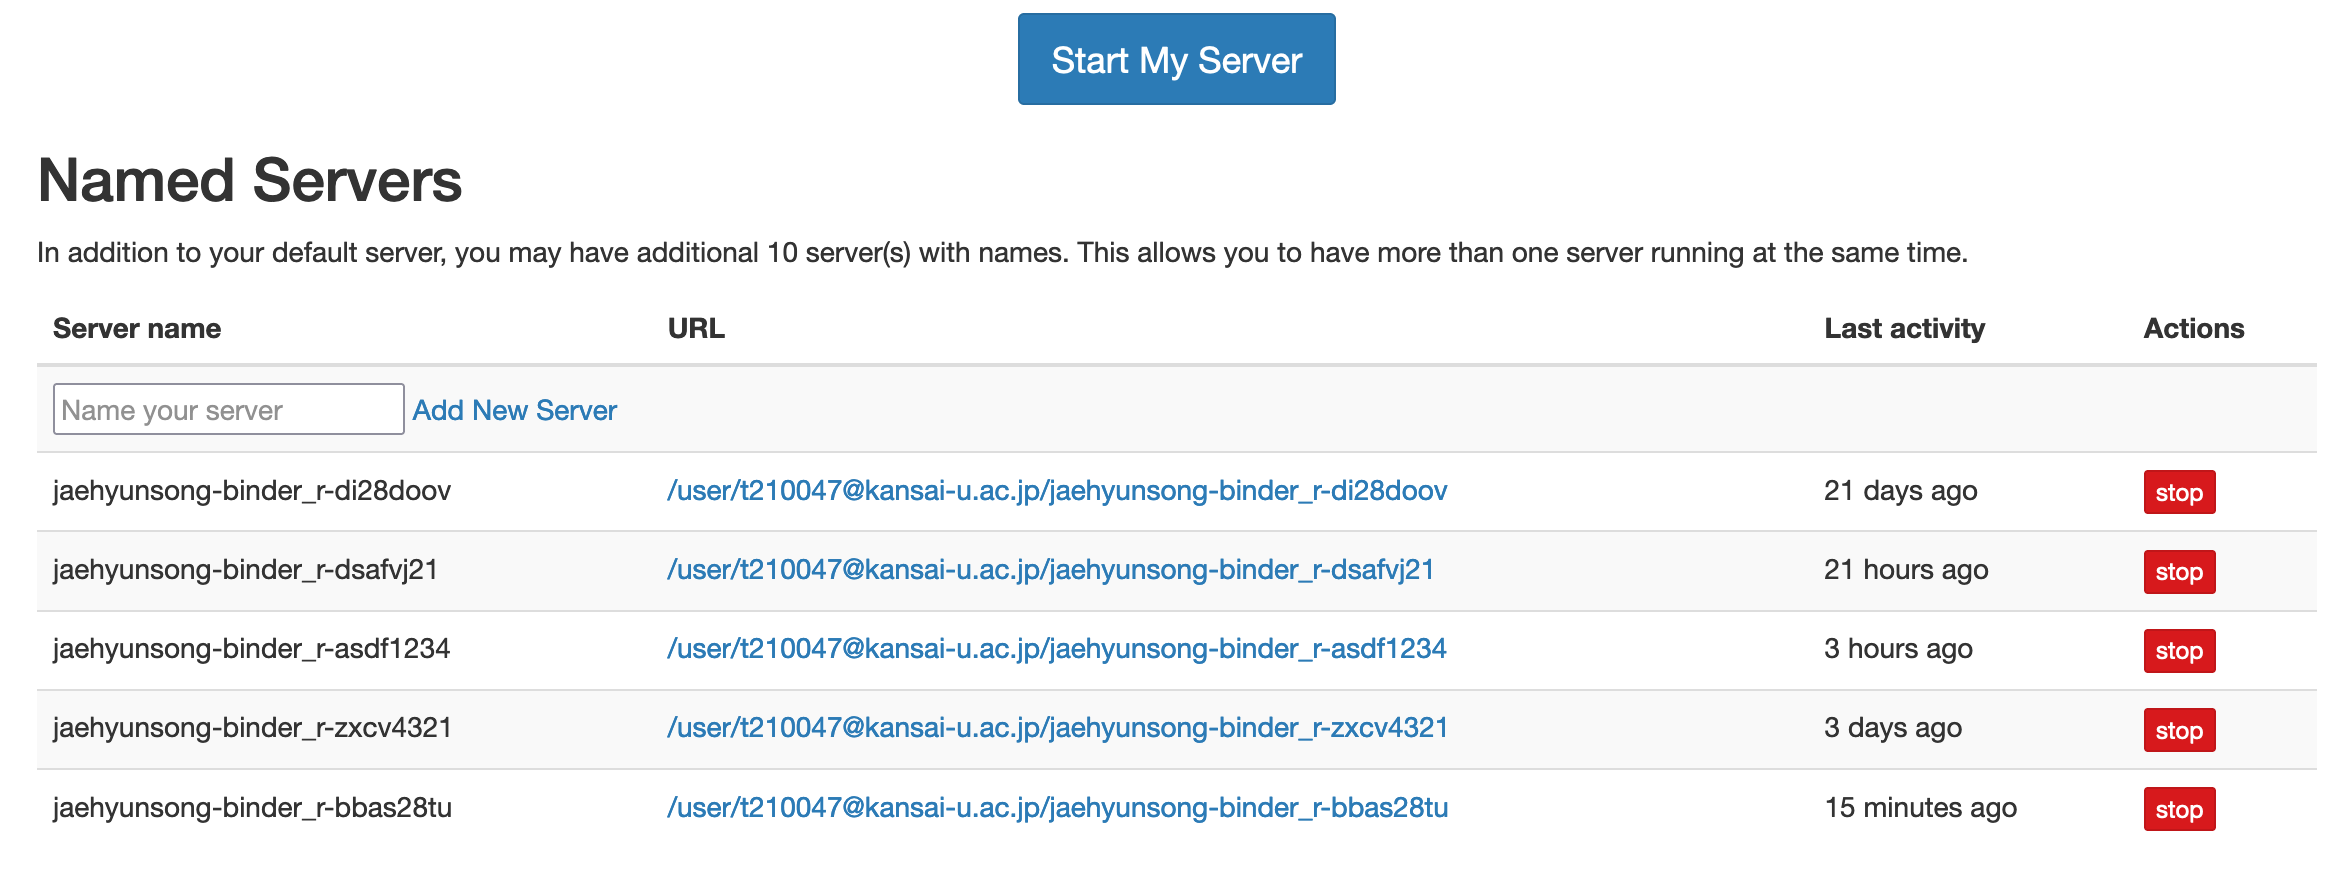 Start My Server
Named Servers
In addition to your default server, you may have additional 10 server(s) with names. This allows you to have more than one server running at the same time.
Server name URL Last activity Actions
Name your server Add New Server
jaehyunsong-binder_r-di28doov /user/t210047@kansai-u.ac.jp/jaehyunsong-binder_r-di28doov 21 days ago stop
jaehyunsong-binder_r-dsafvj21 /user/t210047@kansai-u.ac.jp/jaehyunsong-binder_r-dsafvj21 21 hours ago stop
jaehyunsong-binder_r-asdf1234 /user/t210047@kansai-u.ac.jp/jaehyunsong-binder_r-asdf1234 3 hours ago stop
jaehyunsong-binder_r-zxcv4321 /user/t210047@kansai-u.ac.jp/jaehyunsong-binder_r-zxcv4321 3 days ago stop
jaehyunsong-binder_r-bbas28tu /user/t210047@kansai-u.ac.jp/jaehyunsong-binder_r-bbas28tu 15 minutes ago stop